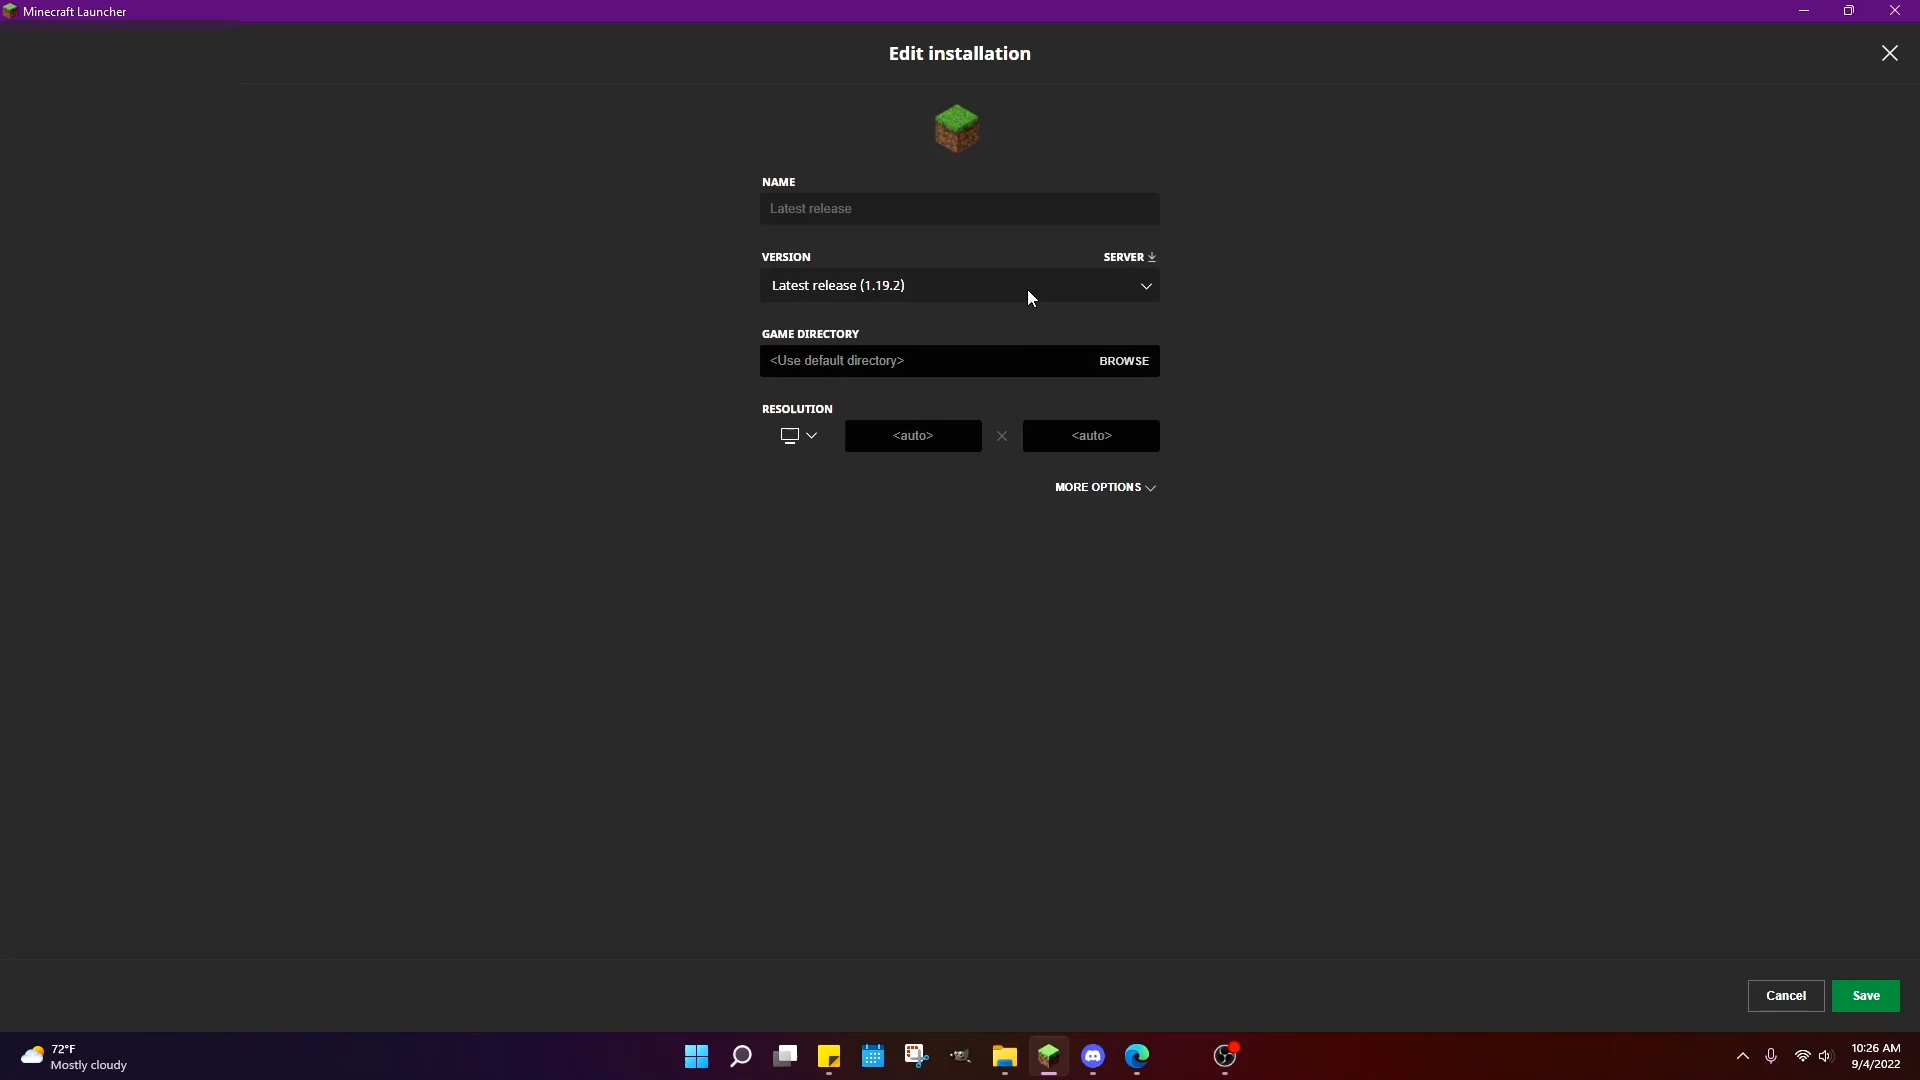 Minecraft Launcher
Edit installation
NAME
Latest release
VERSION
SERVER
Latest release (1.19.2)
GAME DIRECTORY
<Use default directory>
BROWSE
RESOLUTION
<auto>
<auto>
MORE OPTIONS
Cancel
Save
72°F
Mostly cloudy
10:26 AM
9/4/2022